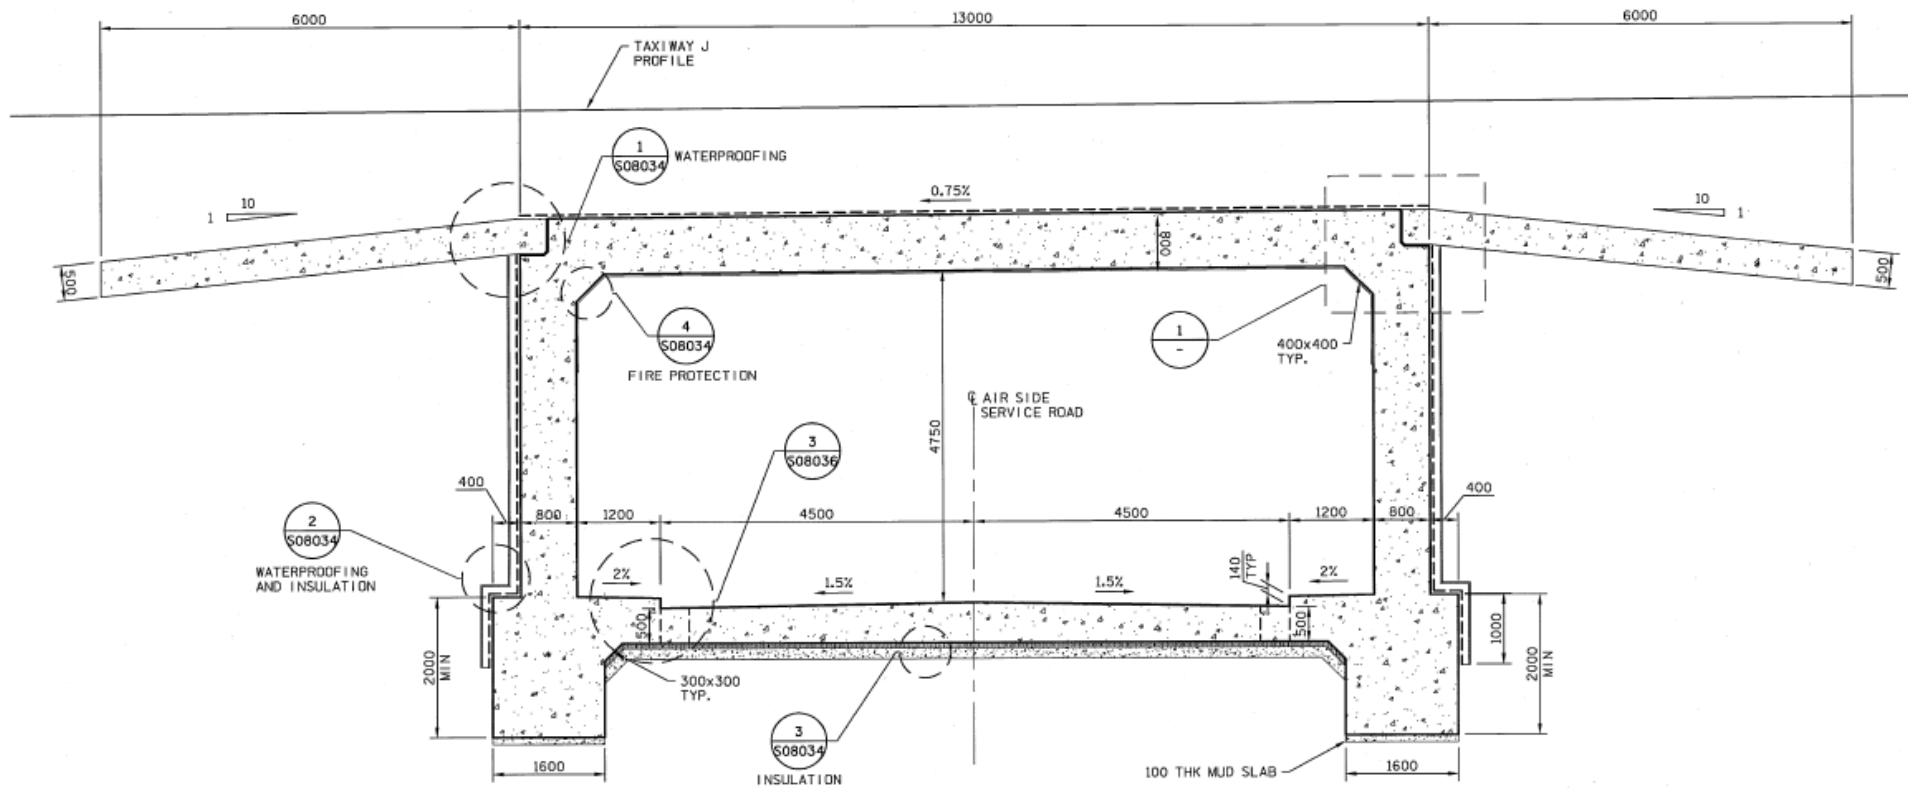 6000
13000
6000
TAXIWAY J
PROFILE
1
S08034
WATERPROOFING
10
1
0.75%
10
1
500
800
500
4
S08034
FIRE PROTECTION
1
-
400x400
TYP.
℄ AIR SIDE
SERVICE ROAD
4750
3
S08036
400
400
2
S08034
WATERPROOFING
AND INSULATION
800
1200
4500
4500
1200
800
2%
1.5%
1.5%
140
TYP
2%
500
500
1000
2000
MIN
2000
MIN
300x300
TYP.
3
S08034
INSULATION
100 THK MUD SLAB
1600
1600